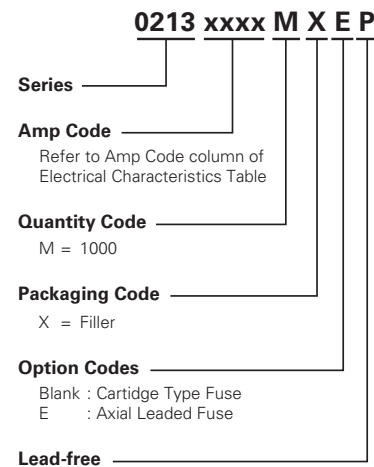 0213 xxxx M X E P
Series
Amp Code
Refer to Amp Code column of
Electrical Characteristics Table
Quantity Code
M = 1000
Packaging Code
X = Filler
Option Codes
Blank : Cartidge Type Fuse
E : Axial Leaded Fuse
Lead-free